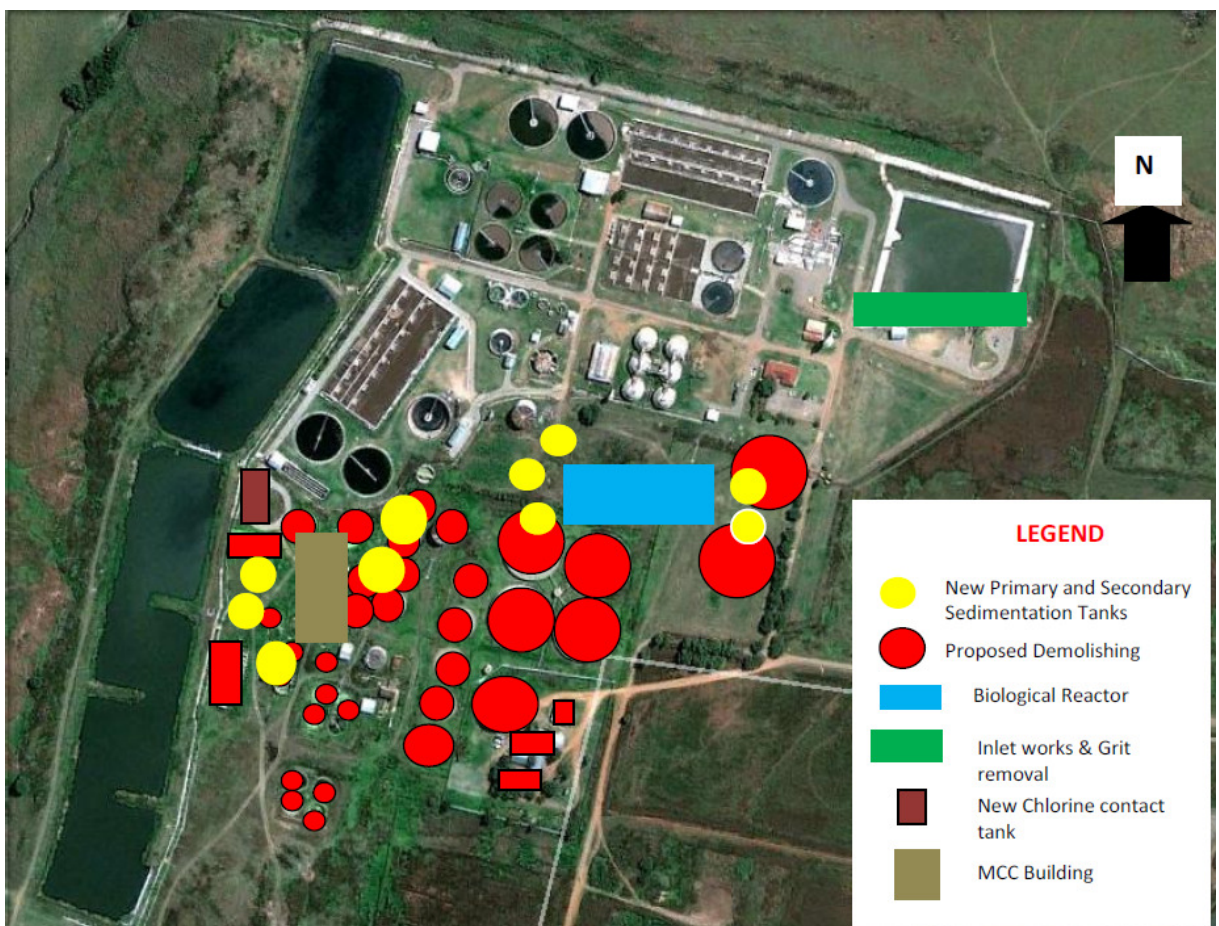 N
LEGEND
New Primary and Secondary
Sedimentation Tanks
Proposed Demolishing
Biological Reactor
Inlet works & Grit
removal
New Chlorine contact
tank
MCC Building